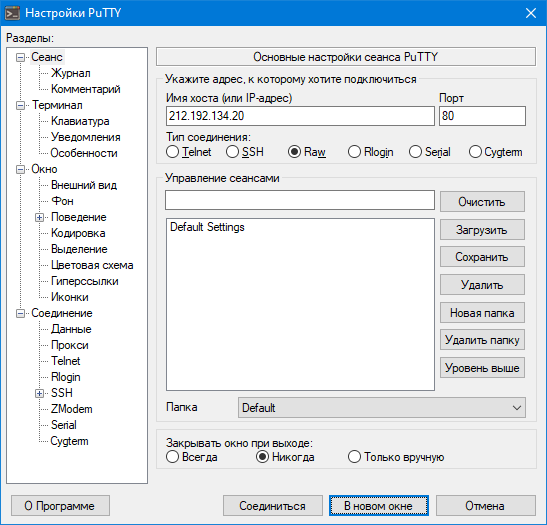 Настройки PuTTY
Разделы:
Сеанс
Журнал
Комментарий
Терминал
Клавиатура
Уведомления
Особенности
Окно
Внешний вид
Фон
Поведение
Кодировка
Выделение
Цветовая схема
Гиперссылки
Иконки
Соединение
Данные
Прокси
Telnet
Rlogin
SSH
ZModem
Serial
Cygterm
Основные настройки сеанса PuTTY
Укажите адрес, к которому хотите подключиться
Имя хоста (или IP-адрес) Порт
212.192.134.20 80
Тип соединения:
Telnet SSH Raw Rlogin Serial Cygterm
Управление сеансами
Очистить
Default Settings
Загрузить
Сохранить
Удалить
Новая папка
Удалить папку
Уровень выше
Папка Default
Закрывать окно при выходе:
Всегда Никогда Только вручную
О Программе Соединиться В новом окне Отмена